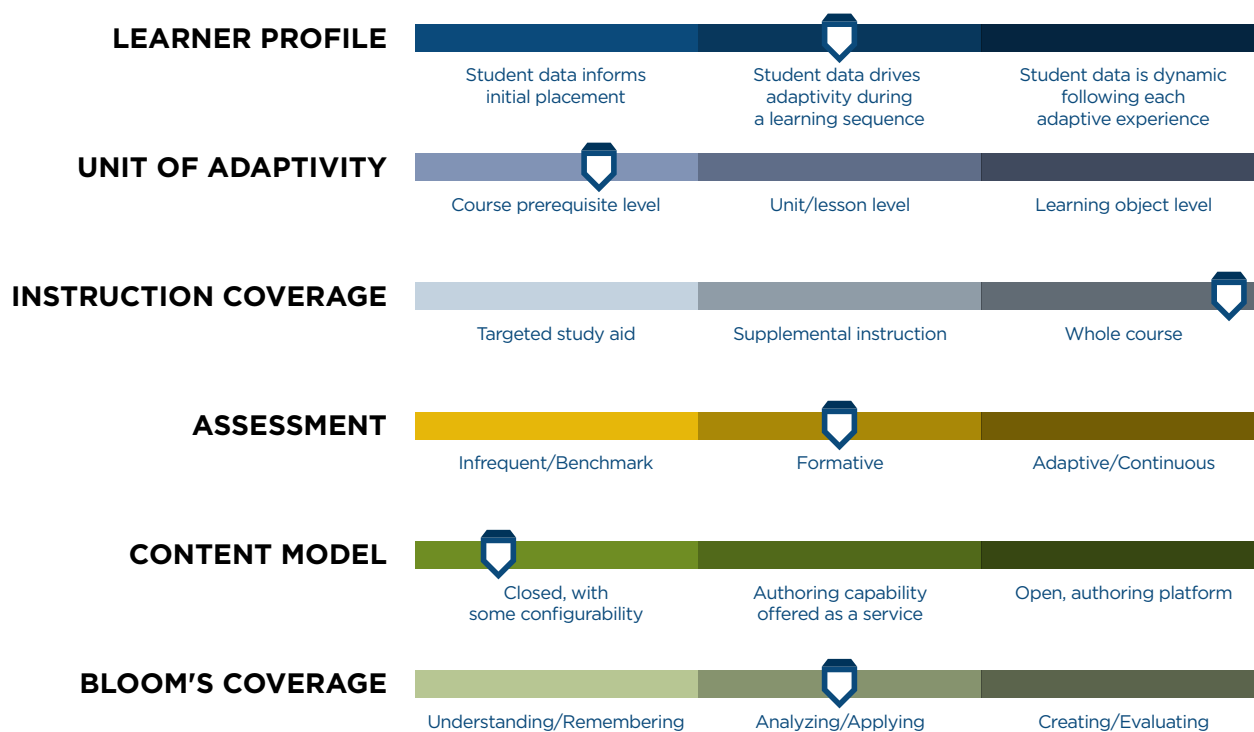 LEARNER PROFILE
Student data informs
initial placement
Student data drives
adaptivity during
a learning sequence
Student data is dynamic
following each
adaptive experience
UNIT OF ADAPTIVITY
Course prerequisite level
Unit/lesson level
Learning object level
INSTRUCTION COVERAGE
Targeted study aid
Supplemental instruction
Whole course
ASSESSMENT
Infrequent/Benchmark
Formative
Adaptive/Continuous
CONTENT MODEL
Closed, with
some configurability
Authoring capability
offered as a service
Open, authoring platform
BLOOM'S COVERAGE
Understanding/Remembering
Analyzing/Applying
Creating/Evaluating